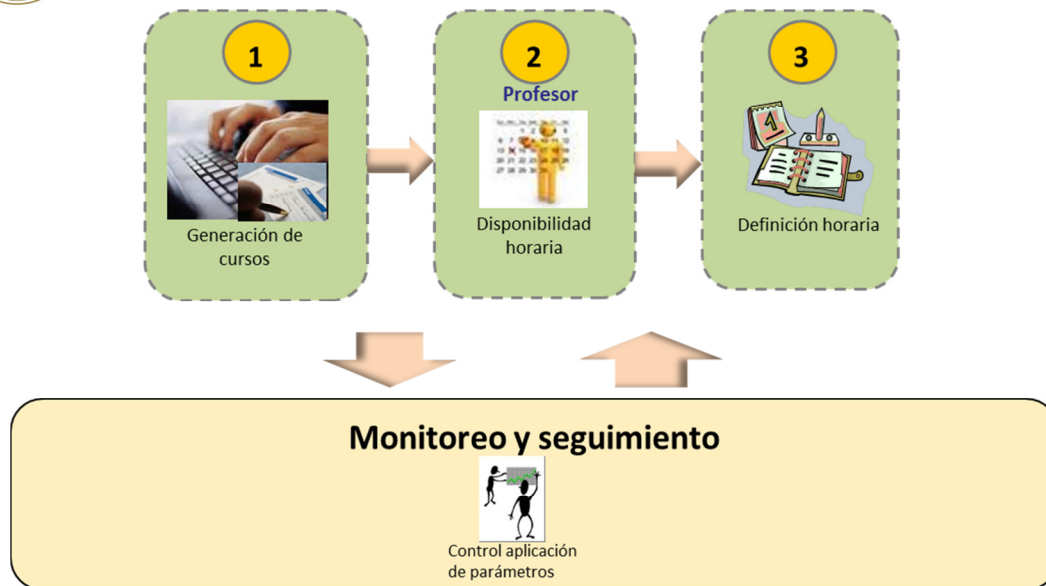 1
2
3
Profesor
Generación de
cursos
Disponibilidad
horaria
Definición horaria
Monitoreo y seguimiento
Control aplicación
de parámetros